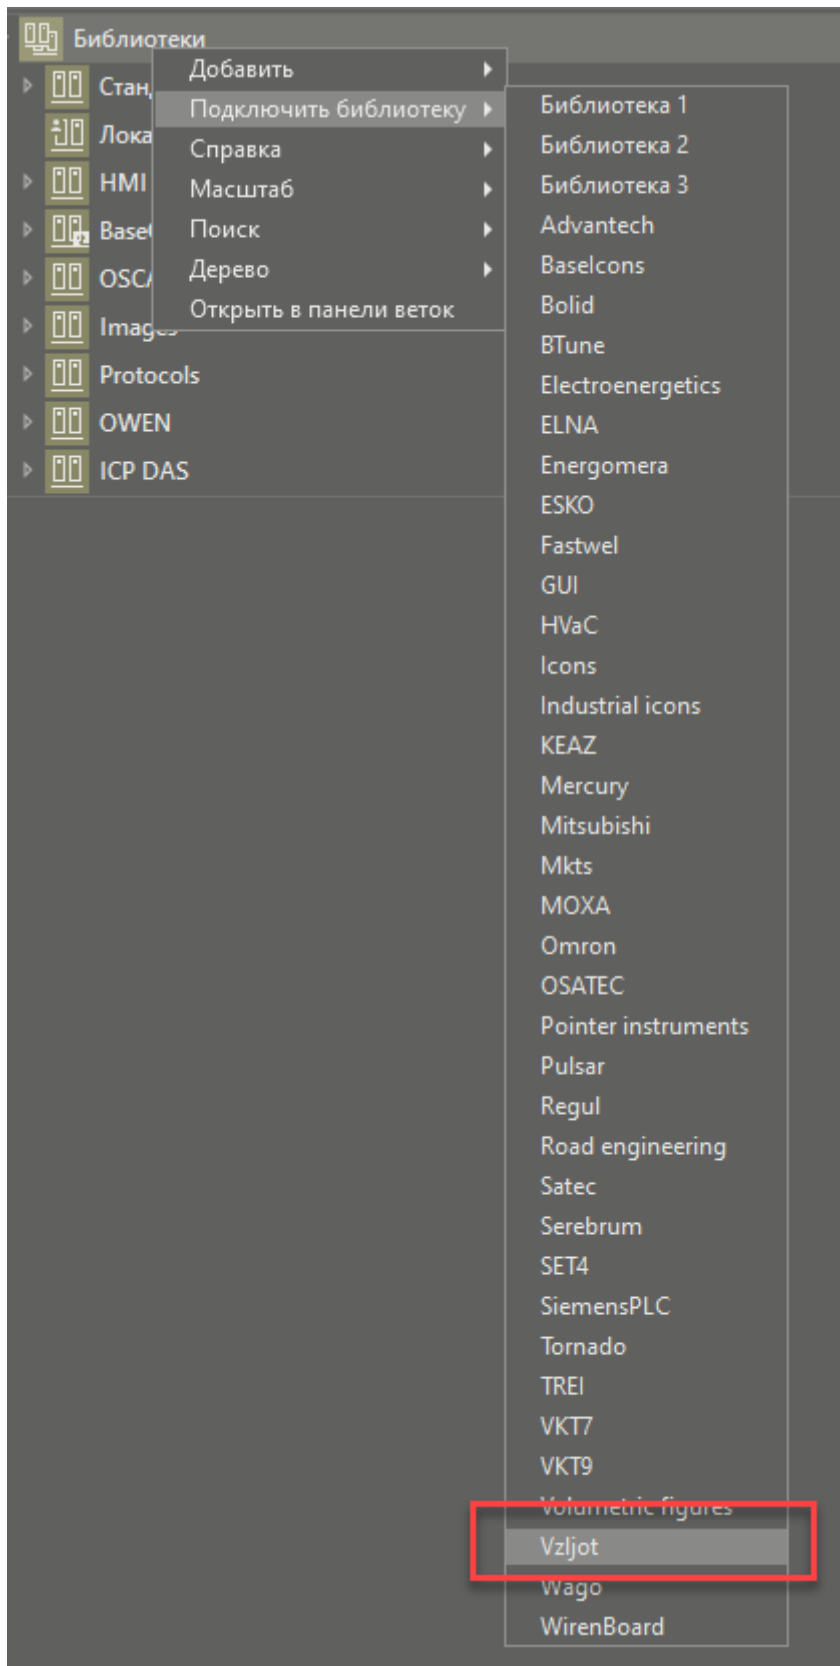 Библиотеки
Добавить
Подключить библиотеку
Справка
Масштаб
Поиск
Дерево
Открыть в панели веток
HMI
Protocols
OWEN
ICP DAS
Библиотека 1
Библиотека 2
Библиотека 3
Advantech
BaseIcons
Bolid
BTune
Electroenergetics
ELNA
Energomera
ESKO
Fastwel
GUI
HVaC
Icons
Industrial icons
KEAZ
Mercury
Mitsubishi
Mkts
MOXA
Omron
OSATEC
Pointer instruments
Pulsar
Regul
Road engineering
Satec
Serebrum
SET4
SiemensPLC
Tornado
TREI
VKT7
VKT9
Volumetric figures
Vzljot
Wago
WirenBoard